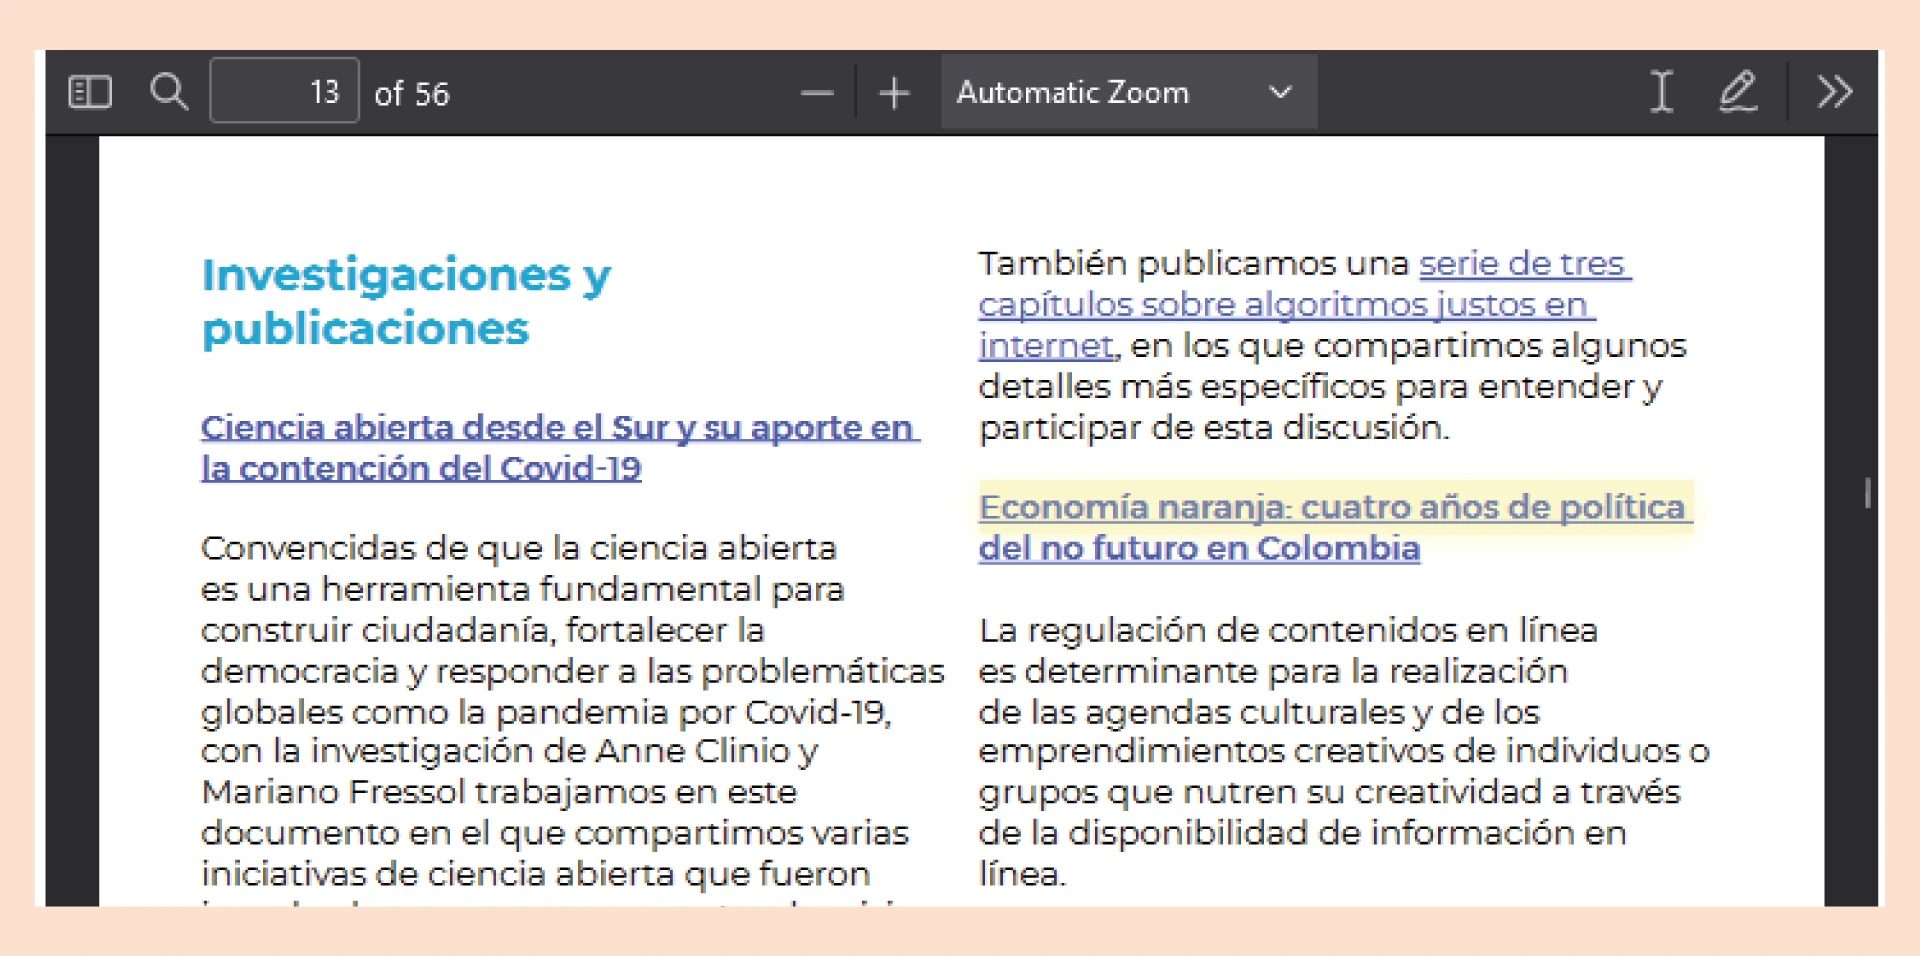 13 of 56
Automatic Zoom
Investigaciones y
publicaciones
Ciencia abierta desde el Sur y su aporte en
la contención del Covid-19
Convencidas de que la ciencia abierta
es una herramienta fundamental para
construir ciudadanía, fortalecer la
democracia y responder a las problemáticas
globales como la pandemia por Covid-19,
con la investigación de Anne Clinio y
Mariano Fressol trabajamos en este
documento en el que compartimos varias
iniciativas de ciencia abierta que fueron
También publicamos una serie de tres
capítulos sobre algoritmos justos en
internet, en los que compartimos algunos
detalles más específicos para entender y
participar de esta discusión.
Economía naranja: cuatro años de política
del no futuro en Colombia
La regulación de contenidos en línea
es determinante para la realización
de las agendas culturales y de los
emprendimientos creativos de individuos o
grupos que nutren su creatividad a través
de la disponibilidad de información en
línea.